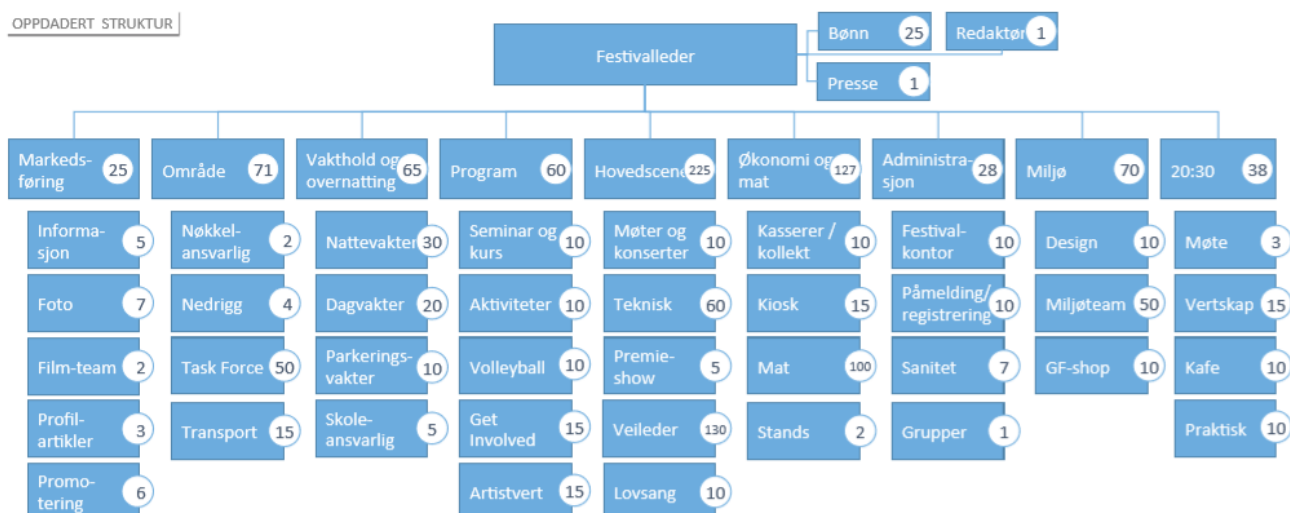 OPPDADERT STRUKTUR
Festivalleder
Bønn 25
Redaktør 1
Presse 1
Markeds-
føring 25
Område 71
Vakthold og
overnatting 65
Program 60
Hovedscene 225
Økonomi og
mat 127
Administra-
sjon 28
Miljø 70
20:30 38
Informa-
sjon 5
Foto 7
Film-team 2
Profil-
artikler 3
Promo-
tering 6
Nøkkel-
ansvarlig 2
Nedrigg 4
Task Force 50
Transport 15
Nattevakter 30
Dagvakter 20
Parkerings-
vakter 10
Skole-
ansvarlig 5
Seminar og
kurs 10
Aktiviteter 10
Volleyball 10
Get
Involved 15
Artistvert 15
Møter og
konserter 10
Teknisk 60
Premie-
show 5
Veileder 130
Lovsang 10
Kasserer /
kollekt 10
Kiosk 15
Mat 100
Stands 2
Festival-
kontor 10
Påmelding/
registrering 10
Sanitet 7
Grupper 1
Design 10
Miljøteam 50
GF-shop 10
Møte 3
Vertskap 15
Kafe 10
Praktisk 10